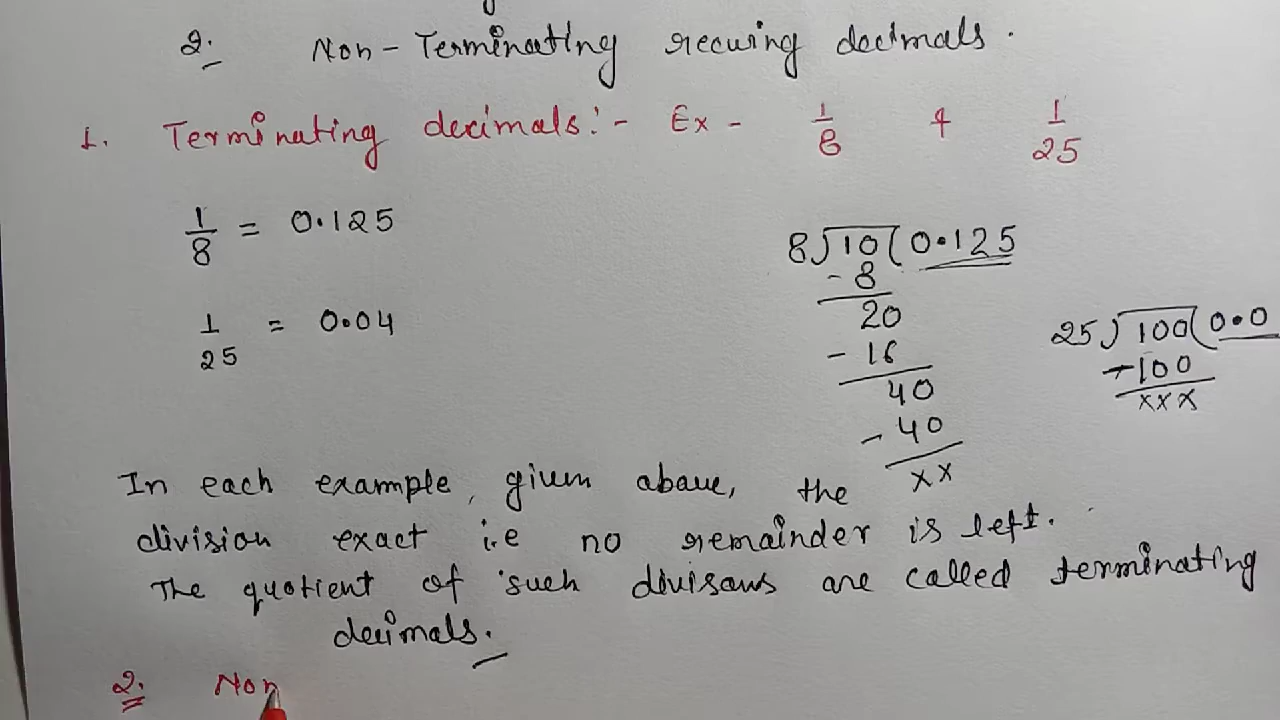 2. Non-Terminating recuring decimals.
1. Terminating decimals:- Ex - 1/8 & 1/25
1/8 = 0.125
8)10(0.125
-8
20
-16
40
-40
xx
1/25 = 0.04
25)100(0.0
-100
xxx
In each example, given above, the
division exact i.e no remainder is left.
The quotient of such divisons are called terminating
decimals.
2. Non